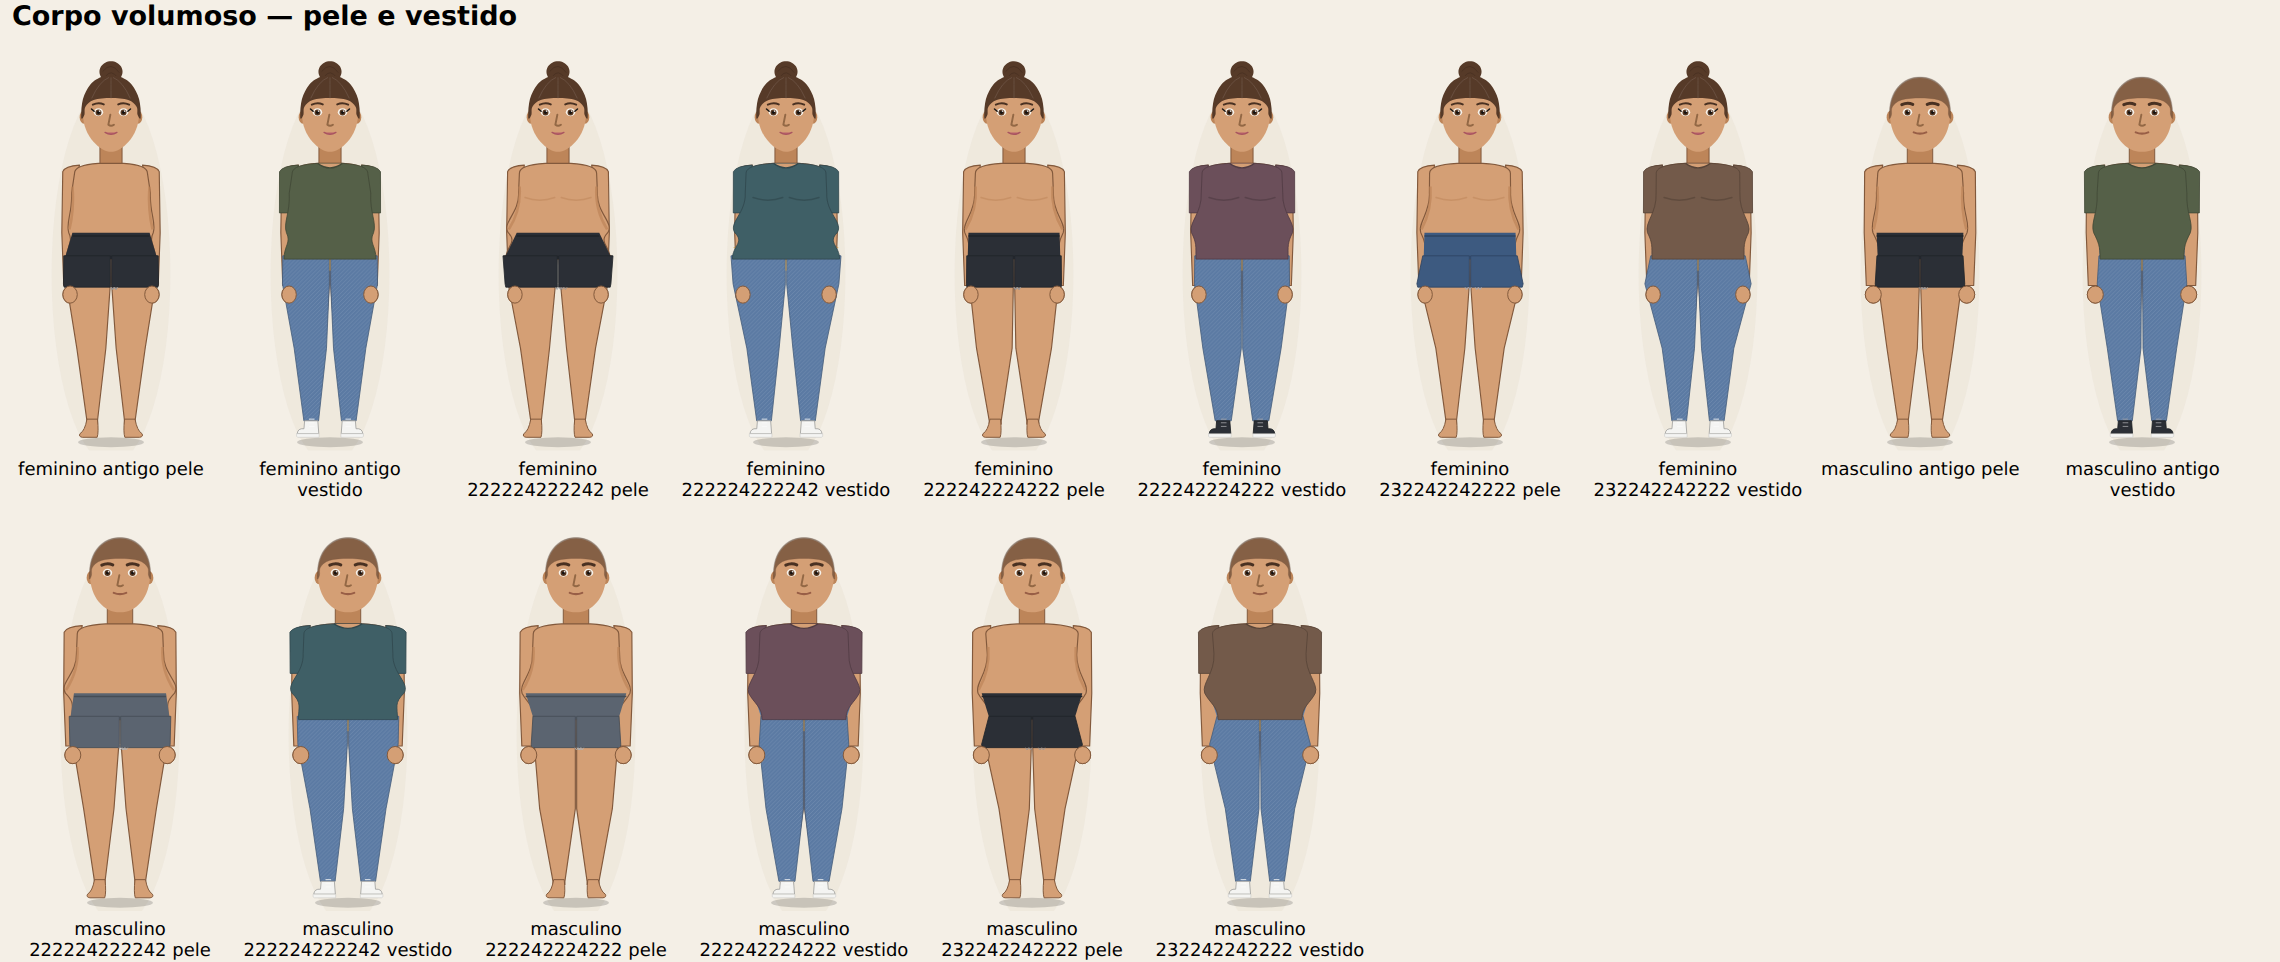 Corpo volumoso — pele e vestido
feminino antigo pele
feminino antigo
vestido
feminino
222224222242 pele
feminino
222224222242 vestido
feminino
222242224222 pele
feminino
222242224222 vestido
feminino
232242242222 pele
feminino
232242242222 vestido
masculino antigo pele
masculino antigo
vestido
masculino
222224222242 pele
masculino
222224222242 vestido
masculino
222242224222 pele
masculino
222242224222 vestido
masculino
232242242222 pele
masculino
232242242222 vestido